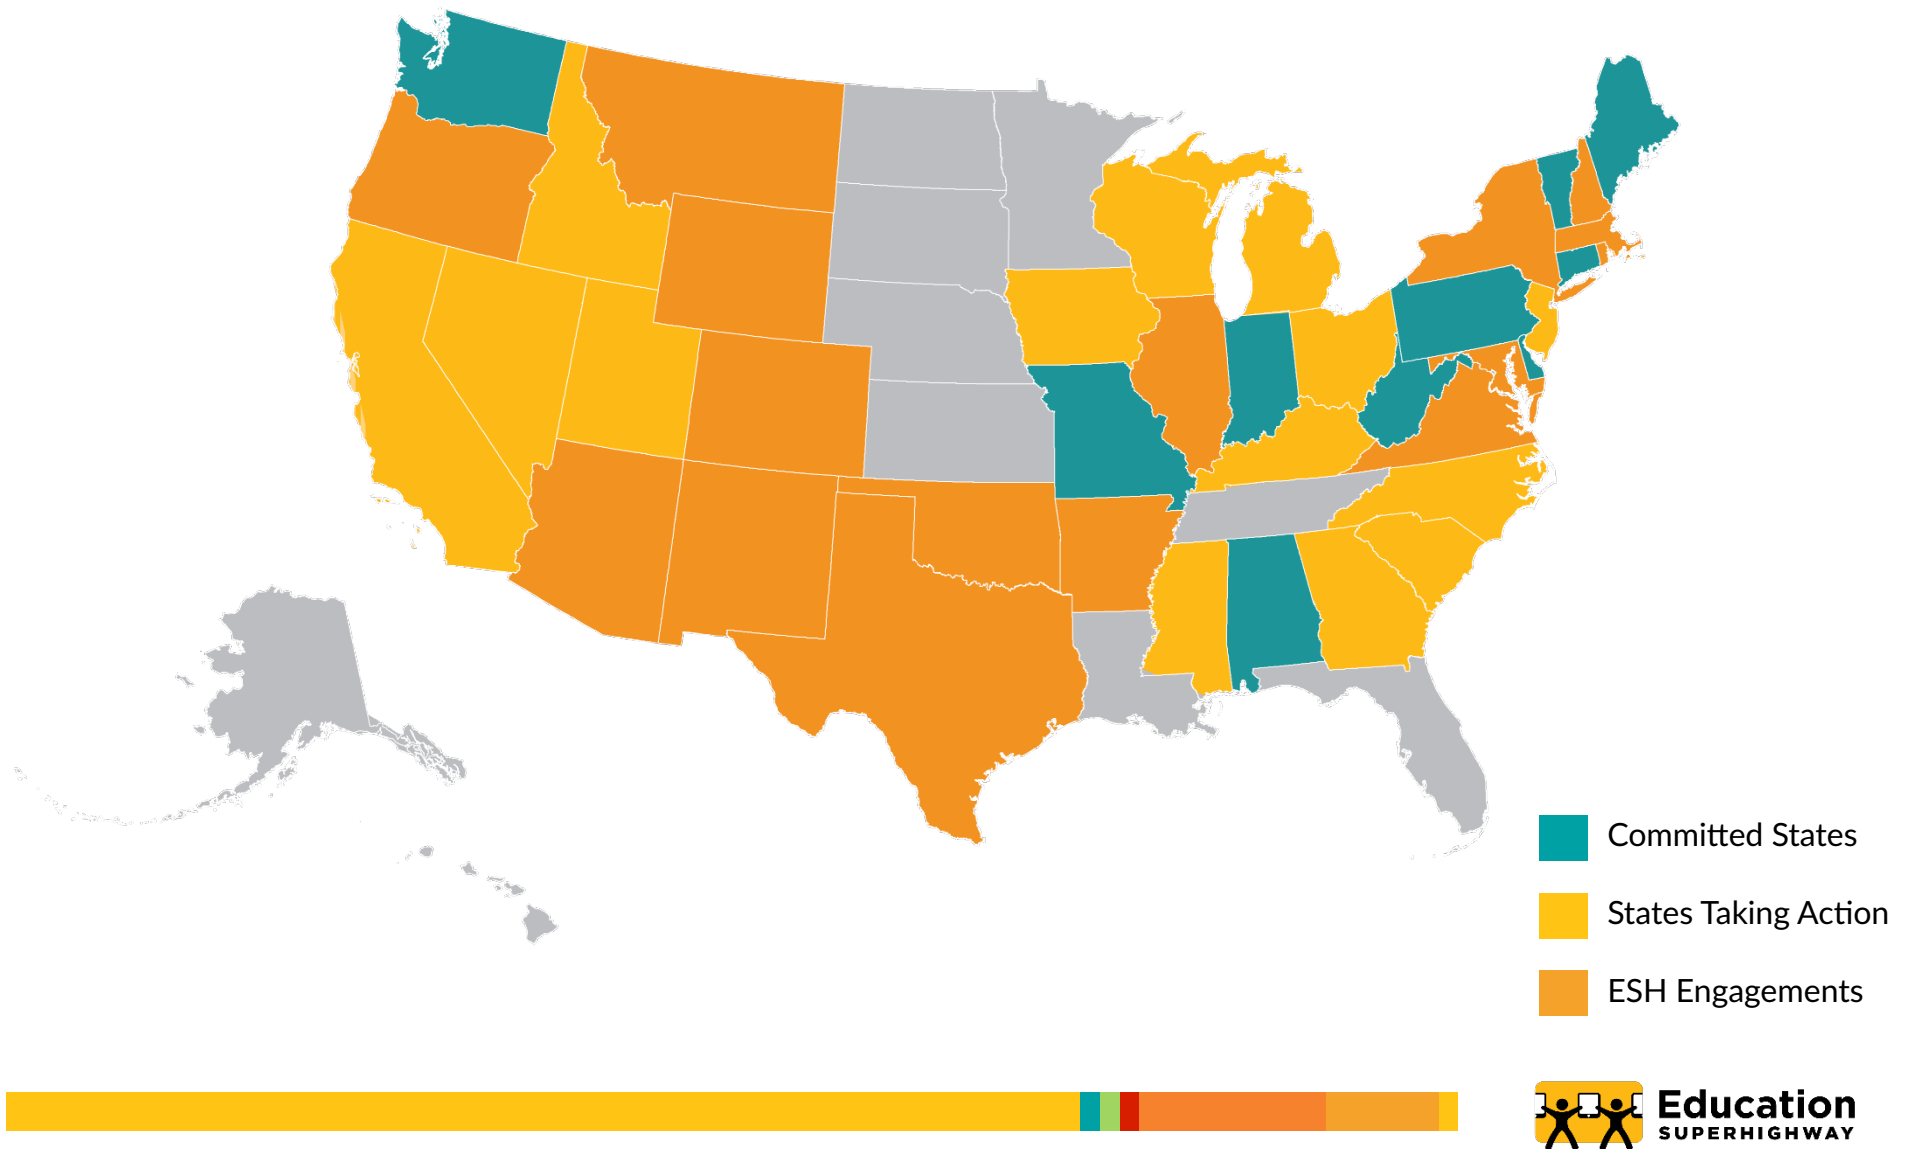 Committed States
States Taking Action
ESH Engagements
Education
SUPERHIGHWAY